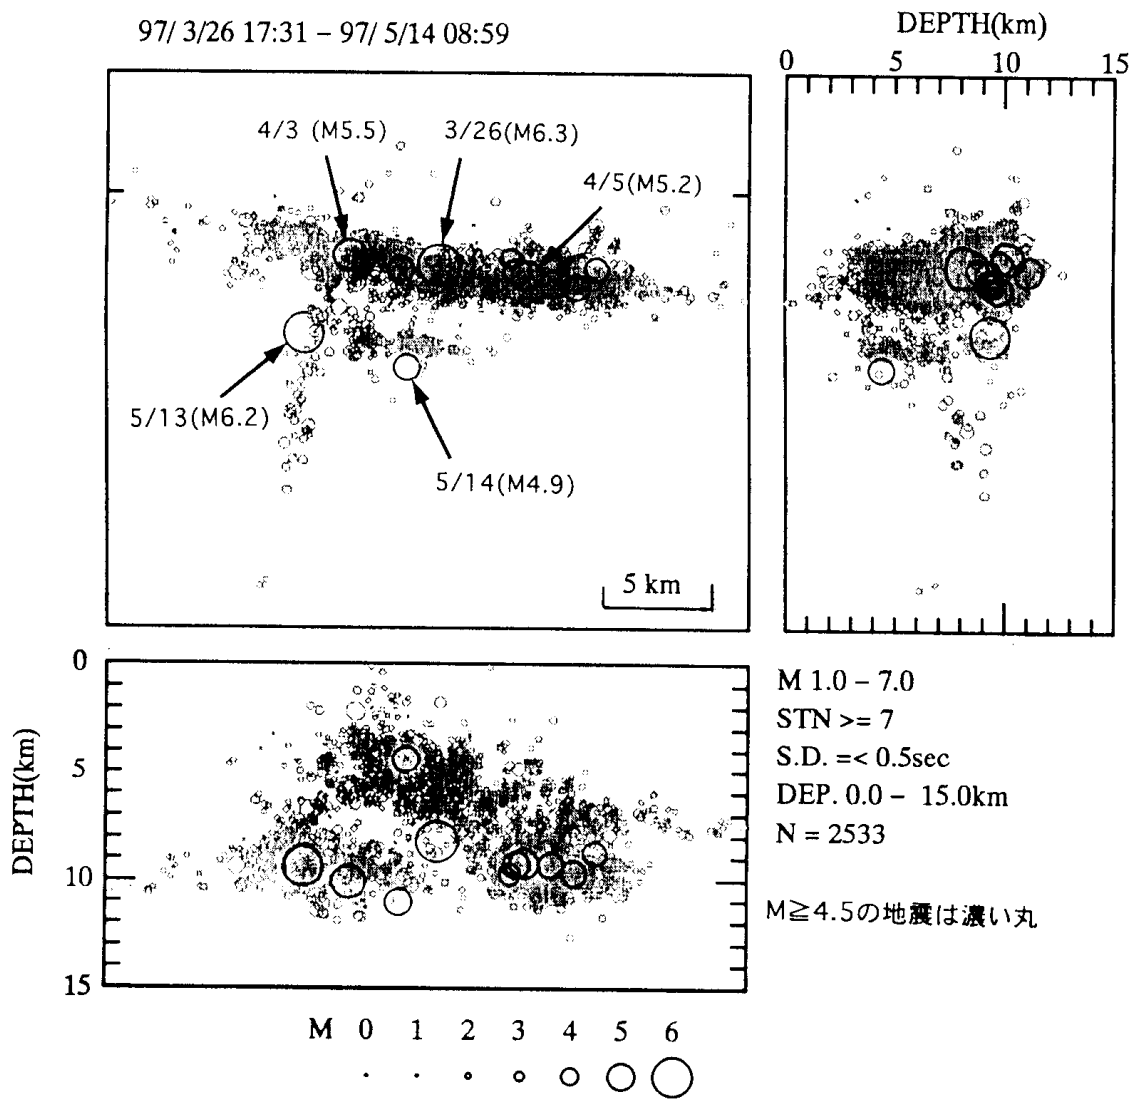 97/ 3/26 17:31 – 97/ 5/14 08:59
DEPTH(km)
0 5 10 15
4/3 (M5.5)
3/26(M6.3)
4/5(M5.2)
5/13(M6.2)
5/14(M4.9)
5 km
DEPTH(km)
0
5
10
15
M 1.0 – 7.0
STN >= 7
S.D. =< 0.5sec
DEP. 0.0 – 15.0km
N = 2533
M≧4.5の地震は濃い丸
M 0 1 2 3 4 5 6